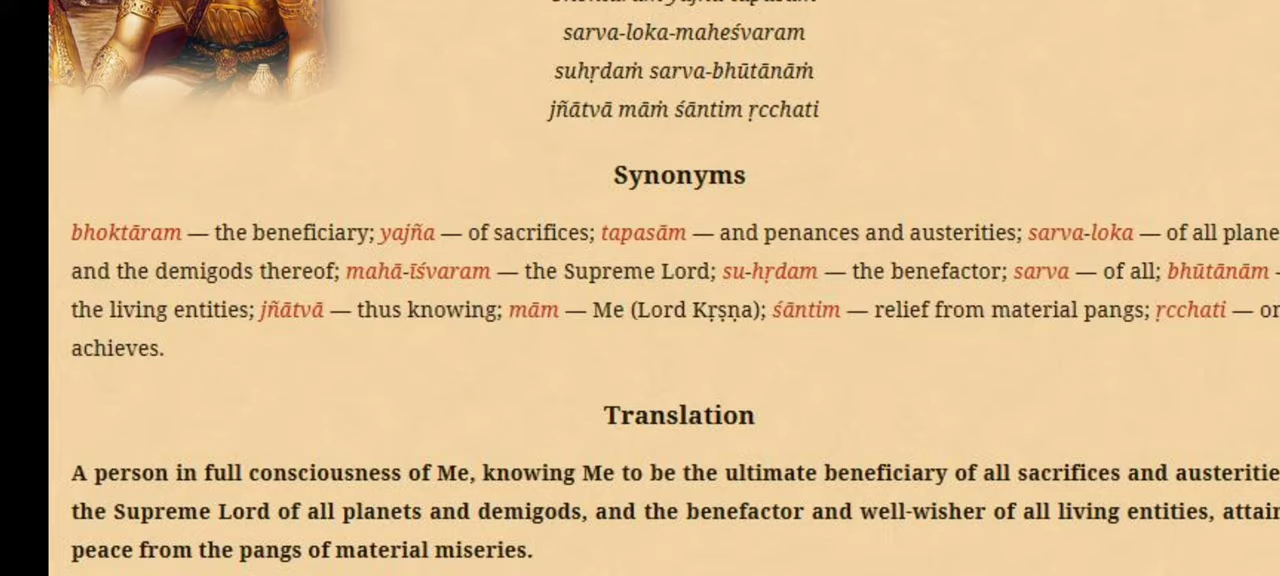 sarva-loka-maheśvaram
suhṛdaṁ sarva-bhūtānāṁ
jñātvā māṁ śāntim ṛcchati
Synonyms
bhoktāram — the beneficiary; yajña — of sacrifices; tapasām — and penances and austerities; sarva-loka — of all
and the demigods thereof; mahā-īśvaram — the Supreme Lord; su-hṛdam — the benefactor; sarva — of all; bhūtānām
the living entities; jñātvā — thus knowing; mām — Me (Lord Kṛṣṇa); śāntim — relief from material pangs; ṛcchati —
achieves.
Translation
A person in full consciousness of Me, knowing Me to be the ultimate beneficiary of all sacrifices and
the Supreme Lord of all planets and demigods, and the benefactor and well-wisher of all living entities,
peace from the pangs of material miseries.